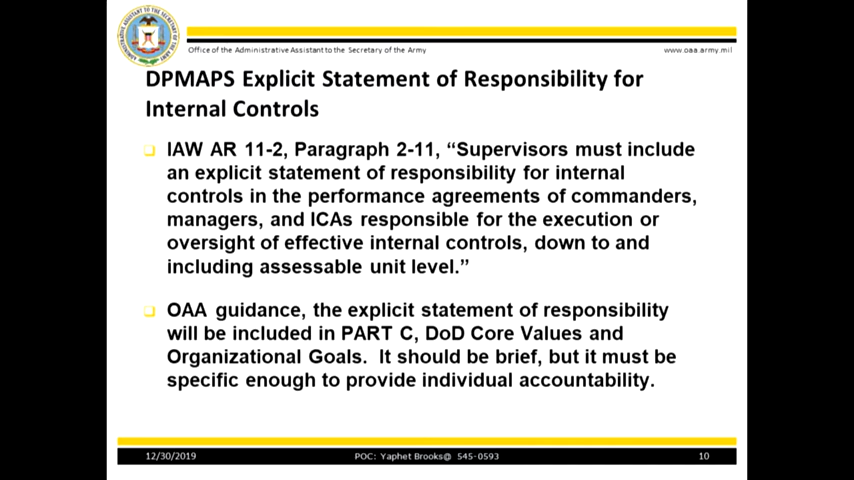 Office of the Administrative Assistant to the Secretary of the Army
www.oaa.army.mil
DPMAPS Explicit Statement of Responsibility for
Internal Controls
IAW AR 11-2, Paragraph 2-11, “Supervisors must include
an explicit statement of responsibility for internal
controls in the performance agreements of commanders,
managers, and ICAs responsible for the execution or
oversight of effective internal controls, down to and
including assessable unit level.”
OAA guidance, the explicit statement of responsibility
will be included in PART C, DoD Core Values and
Organizational Goals. It should be brief, but it must be
specific enough to provide individual accountability.
12/30/2019
POC: Yaphet Brooks@ 545-0593
10